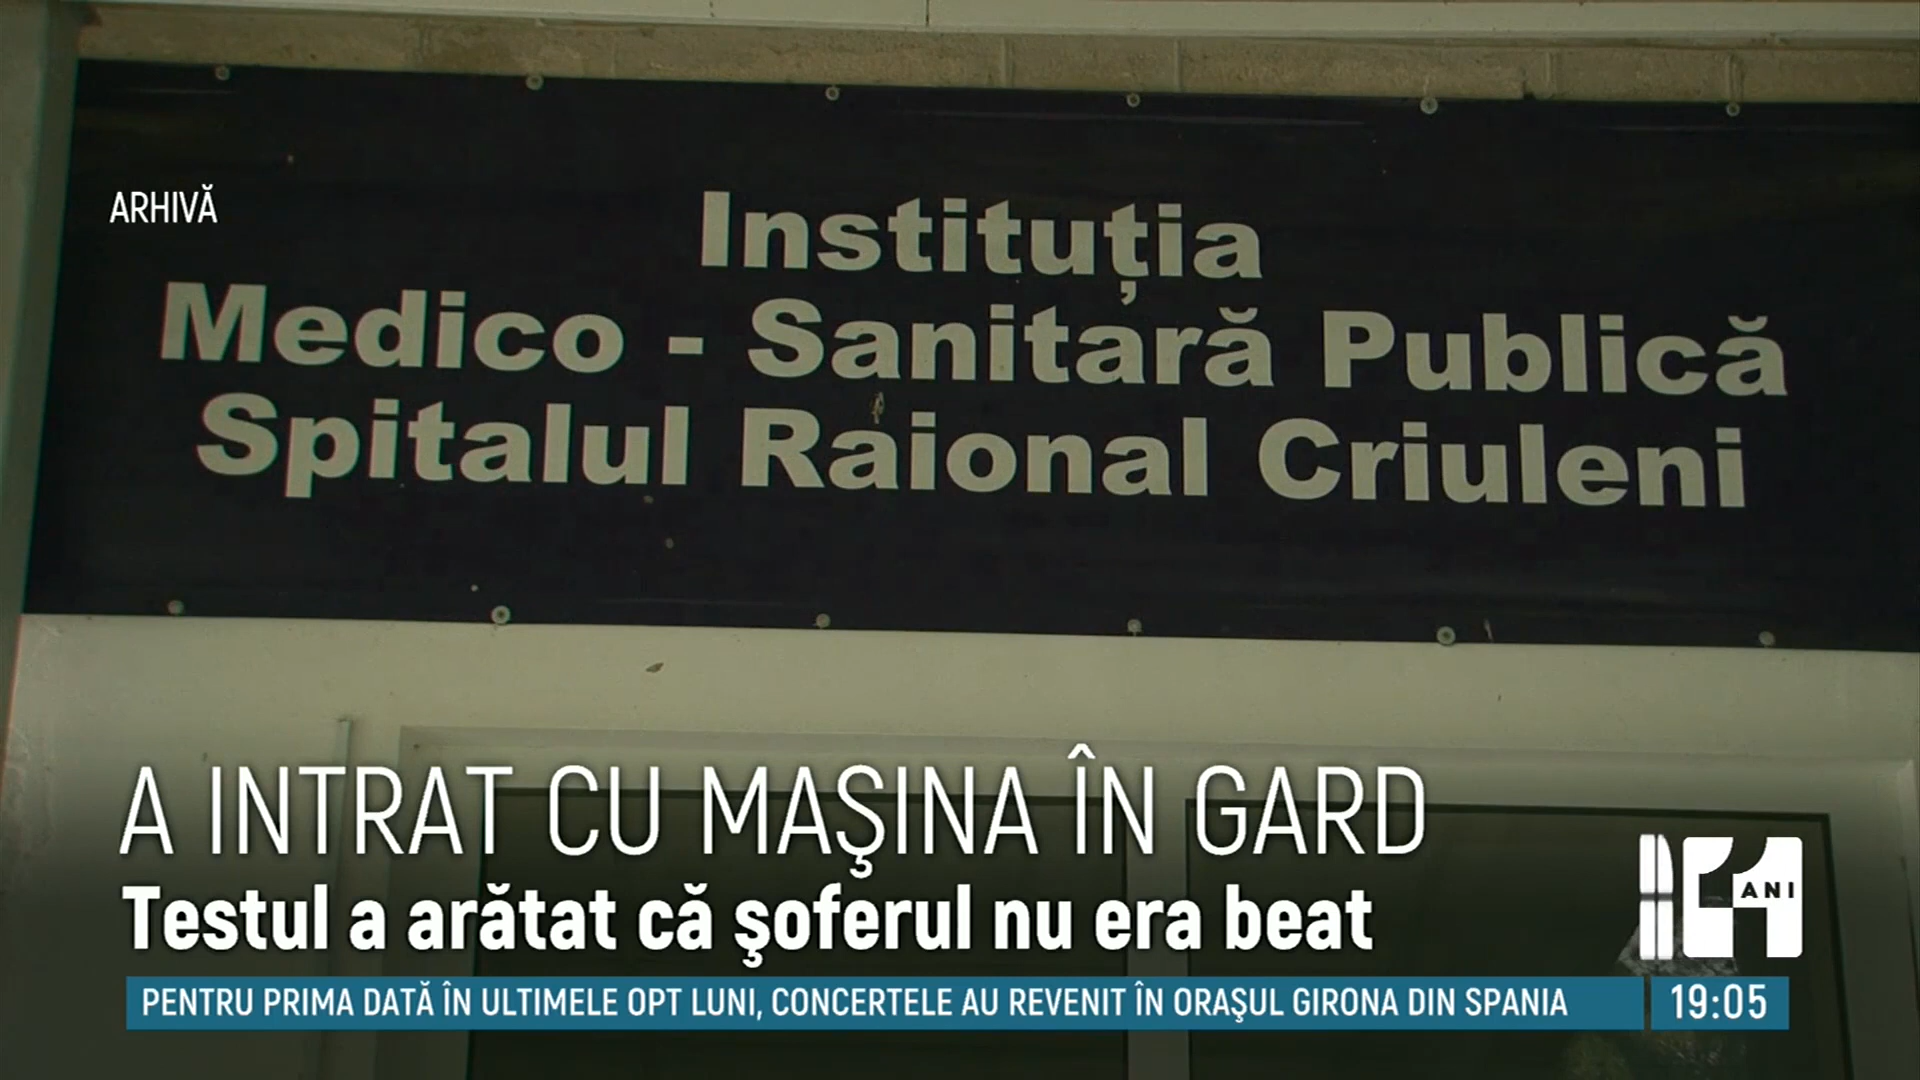 ARHIVĂ
Instituția
Medico - Sanitară Publică
Spitalul Raional Criuleni
A INTRAT CU MAŞINA ÎN GARD
Testul a arătat că şoferul nu era beat
ANI
PENTRU PRIMA DATĂ ÎN ULTIMELE OPT LUNI, CONCERTELE AU REVENIT ÎN ORAŞUL GIRONA DIN SPANIA
19:05